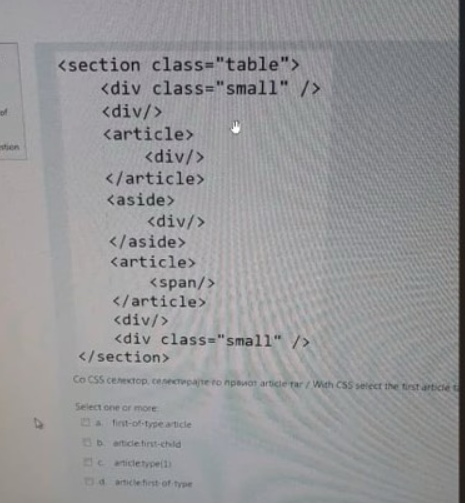 <section class="table">
<div class="small" />
<div/>
of
<article>
ntion
<div/>
</article>
<aside>
<div/>
</aside>
<article>
<span/>
</article>
<div/>
<div class="small" />
</section>
Со CSS селектор, селектирајте го првиот article таг / With CSS select the first article
Select one or more:
a. first-of-type:article
b. article:first-child
c. article:type(1)
d. article:first-of-type